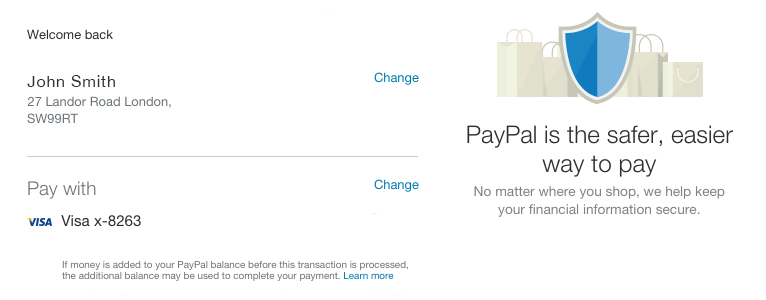 Welcome back
John Smith
Change
27 Landor Road London,
SW99RT
Pay with
Change
VISA Visa x-8263
If money is added to your PayPal balance before this transaction is processed,
the additional balance may be used to complete your payment. Learn more
PayPal is the safer, easier
way to pay
No matter where you shop, we help keep
your financial information secure.